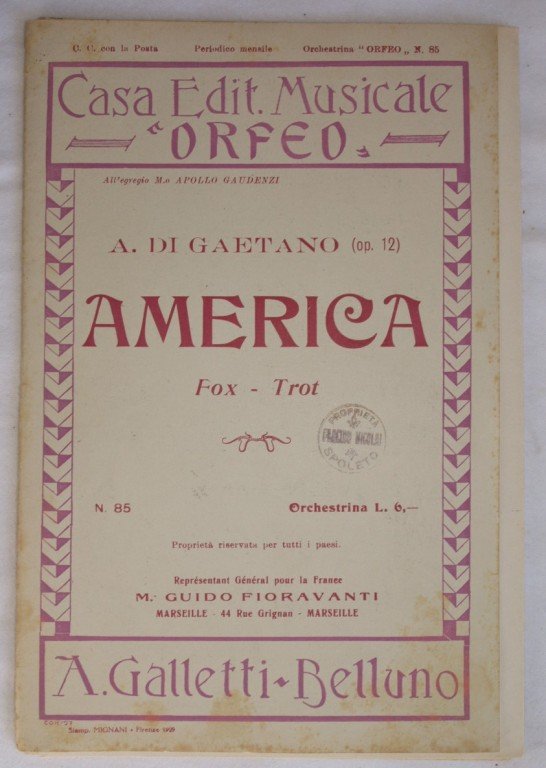 C. C. con la Posta Periodico mensile Orchestrina "ORFEO„ N. 85
Casa Edit. Musicale
"ORFEO„
All'egregio M.o APOLLO GAUDENZI
A. DI GAETANO (op. 12)
AMERICA
Fox - Trot
PROPRIETÀ
SPOLETO
N. 85 Orchestrina L. 6,—
Proprietà riservata per tutti i paesi.
Représentant Général pour la France
M.r GUIDO FIORAVANTI
MARSEILLE - 44 Rue Grignan - MARSEILLE
A. Galletti - Belluno
Stamp. MIGNANI - Firenze 1929